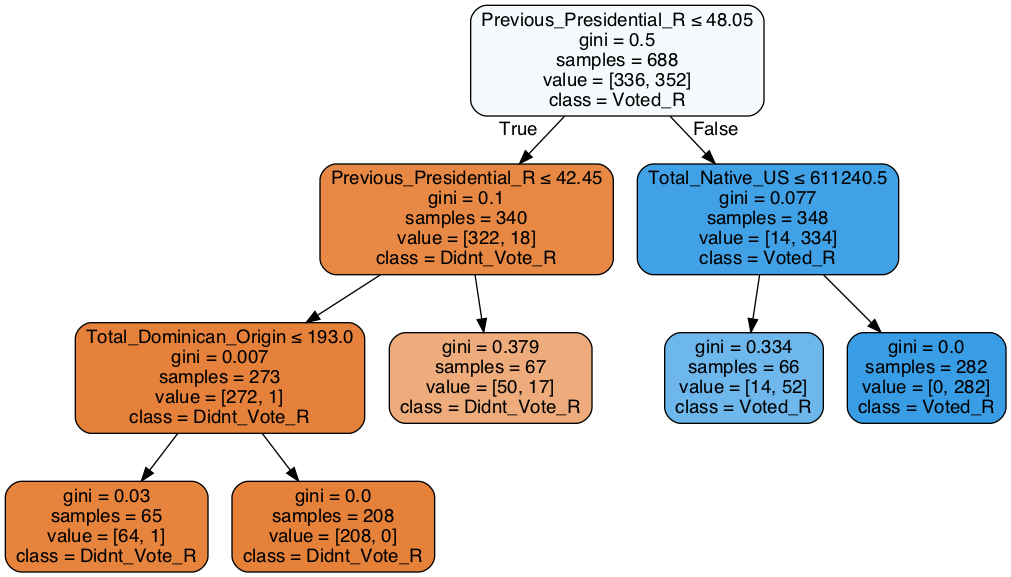 Previous_Presidential_R ≤ 48.05
gini = 0.5
samples = 688
value = [336, 352]
class = Voted_R
True
False
Previous_Presidential_R ≤ 42.45
gini = 0.1
samples = 340
value = [322, 18]
class = Didnt_Vote_R
Total_Native_US ≤ 611240.5
gini = 0.077
samples = 348
value = [14, 334]
class = Voted_R
Total_Dominican_Origin ≤ 193.0
gini = 0.007
samples = 273
value = [272, 1]
class = Didnt_Vote_R
gini = 0.379
samples = 67
value = [50, 17]
class = Didnt_Vote_R
gini = 0.334
samples = 66
value = [14, 52]
class = Voted_R
gini = 0.0
samples = 282
value = [0, 282]
class = Voted_R
gini = 0.03
samples = 65
value = [64, 1]
class = Didnt_Vote_R
gini = 0.0
samples = 208
value = [208, 0]
class = Didnt_Vote_R